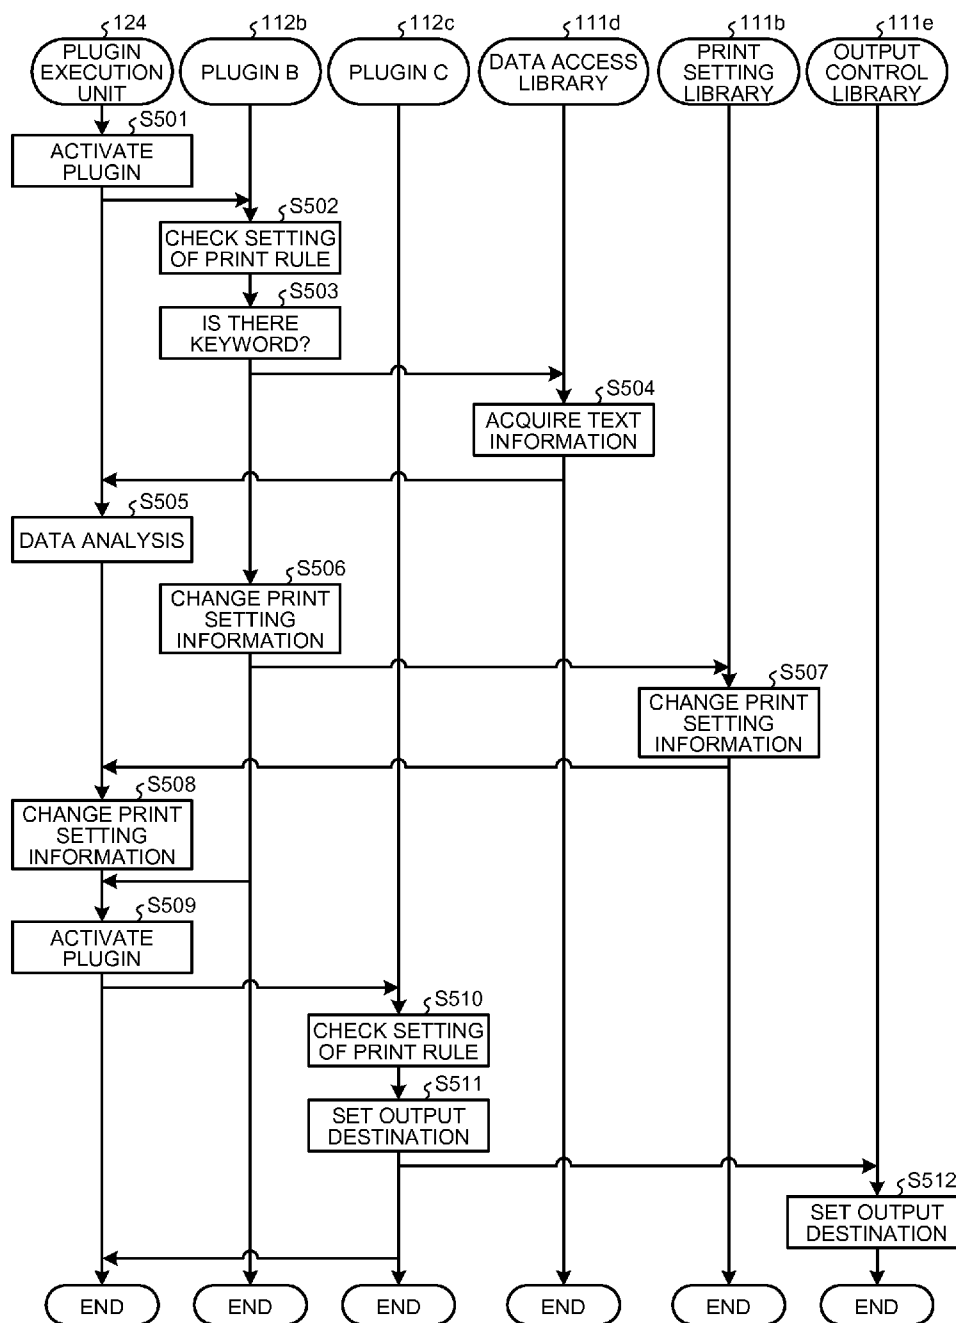 124
112b
112c
111d
111b
111e
PLUGIN
EXECUTION
UNIT
PLUGIN B
PLUGIN C
DATA ACCESS
LIBRARY
PRINT
SETTING
LIBRARY
OUTPUT
CONTROL
LIBRARY
S501
ACTIVATE
PLUGIN
S502
CHECK SETTING
OF PRINT RULE
S503
IS THERE
KEYWORD?
S504
ACQUIRE TEXT
INFORMATION
S505
DATA ANALYSIS
S506
CHANGE PRINT
SETTING
INFORMATION
S507
CHANGE PRINT
SETTING
INFORMATION
S508
CHANGE PRINT
SETTING
INFORMATION
S509
ACTIVATE
PLUGIN
S510
CHECK SETTING
OF PRINT RULE
S511
SET OUTPUT
DESTINATION
S512
SET OUTPUT
DESTINATION
END
END
END
END
END
END